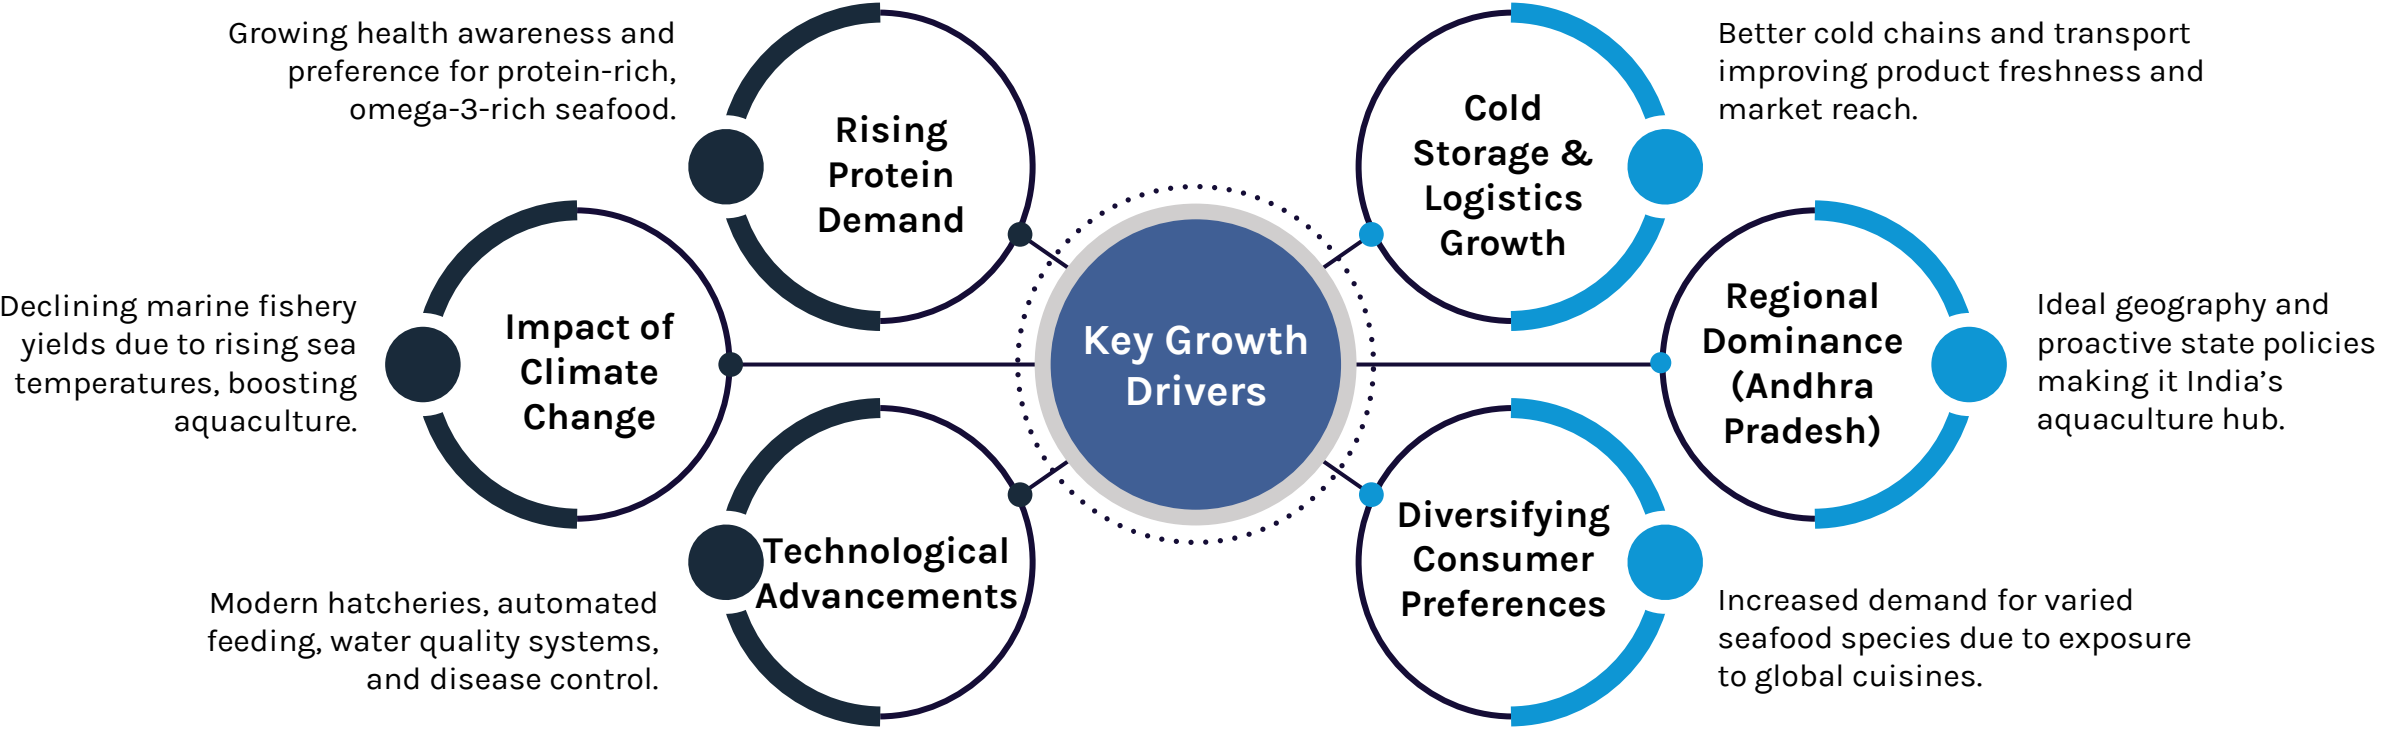 Growing health awareness and
preference for protein-rich,
omega-3-rich seafood.
Rising
Protein
Demand
Cold
Storage &
Logistics
Growth
Better cold chains and transport
improving product freshness and
market reach.
Declining marine fishery
yields due to rising sea
temperatures, boosting
aquaculture.
Impact of
Climate
Change
Key Growth
Drivers
Regional
Dominance
(Andhra
Pradesh)
Ideal geography and
proactive state policies
making it India’s
aquaculture hub.
Modern hatcheries, automated
feeding, water quality systems,
and disease control.
Technological
Advancements
Diversifying
Consumer
Preferences
Increased demand for varied
seafood species due to exposure
to global cuisines.